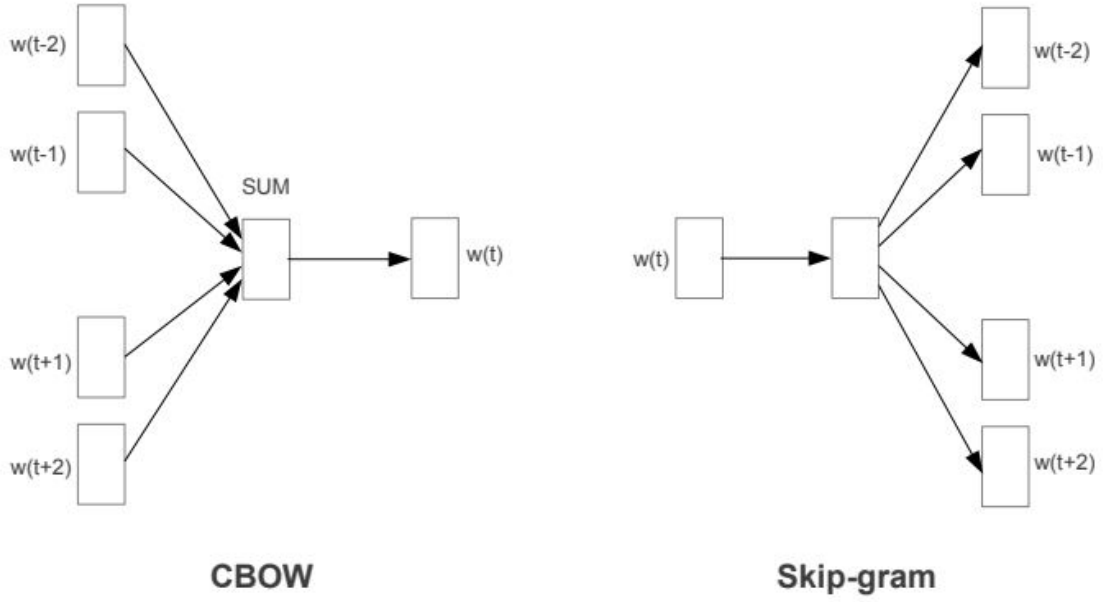 w(t-2)
w(t-1)
SUM
w(t)
w(t+1)
w(t+2)
CBOW
w(t-2)
w(t-1)
w(t)
w(t+1)
w(t+2)
Skip-gram